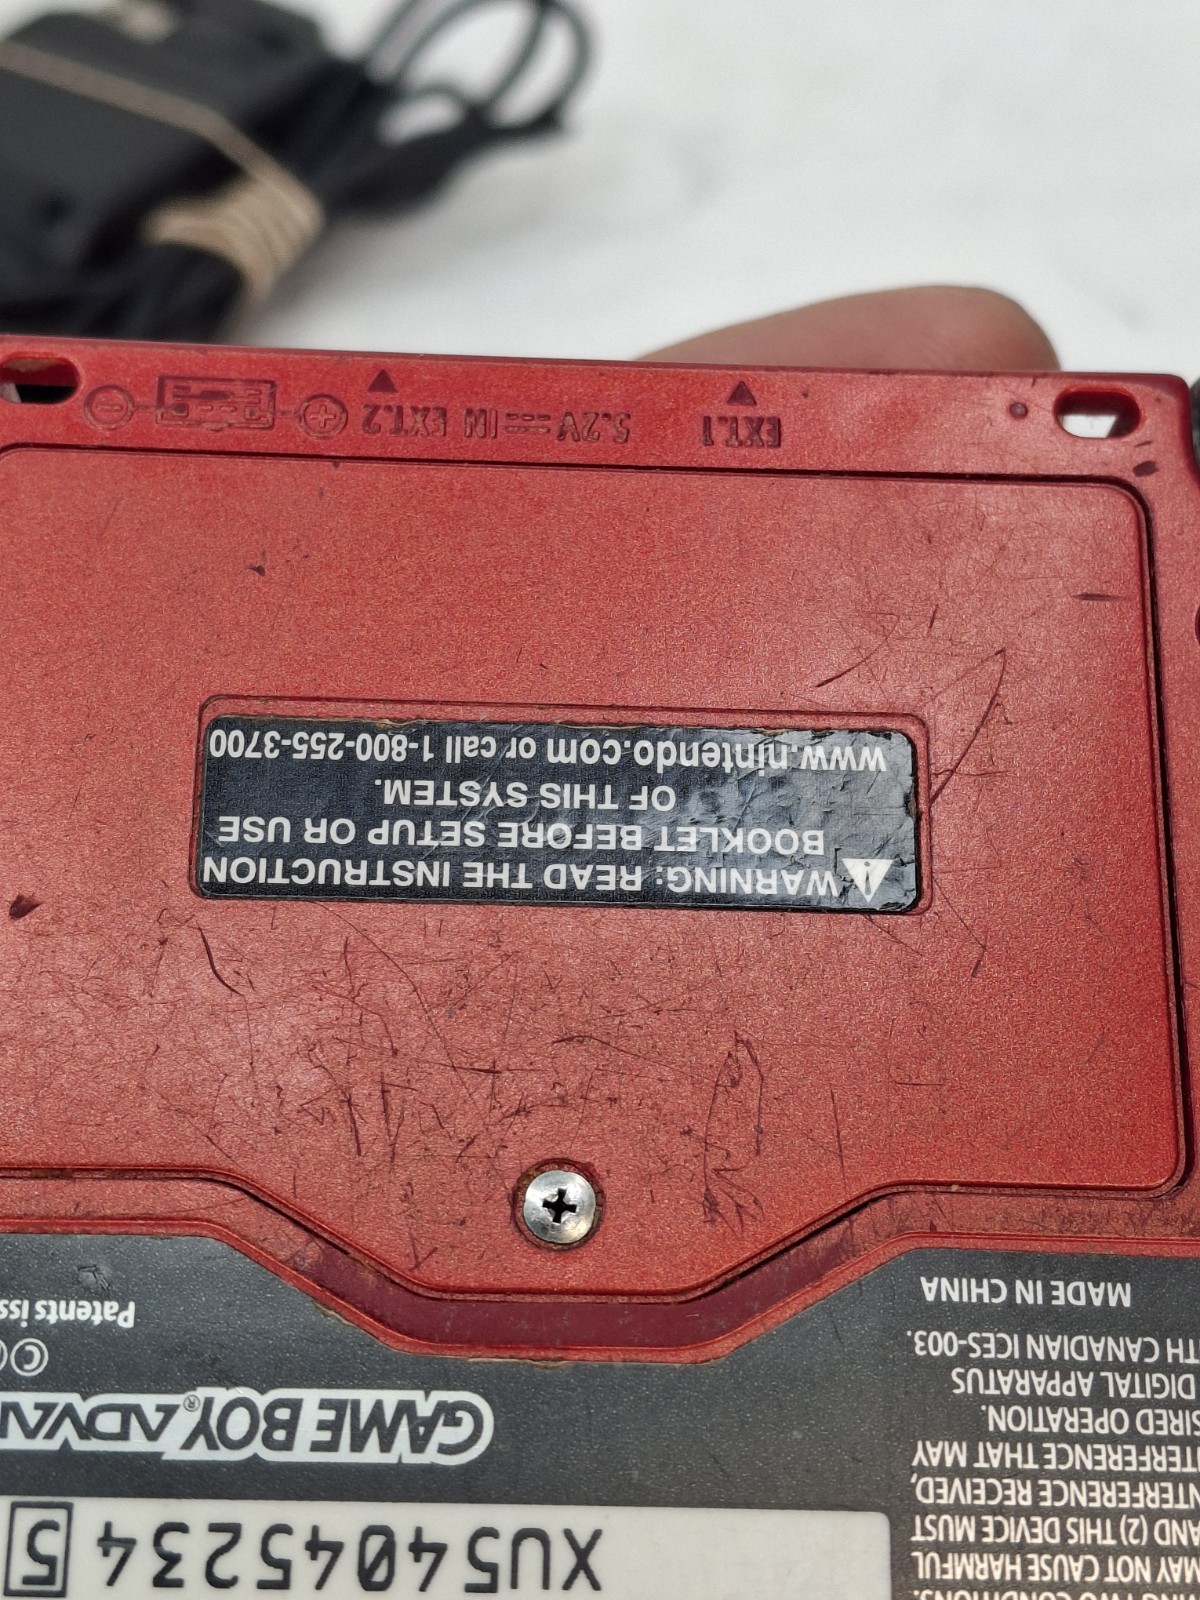 EXT.1
5.2V IN EXT.2
WARNING: READ THE INSTRUCTION
BOOKLET BEFORE SETUP OR USE
OF THIS SYSTEM.
www.nintendo.com or call 1-800-255-3700
XU54045234 5
GAME BOY ADVAN
®
©
Patents iss
MAY NOT CAUSE HARMFUL
AND (2) THIS DEVICE MUST
NTERFERENCE RECEIVED,
TERFERENCE THAT MAY
SIRED OPERATION.
DIGITAL APPARATUS
TH CANADIAN ICES-003.
MADE IN CHINA